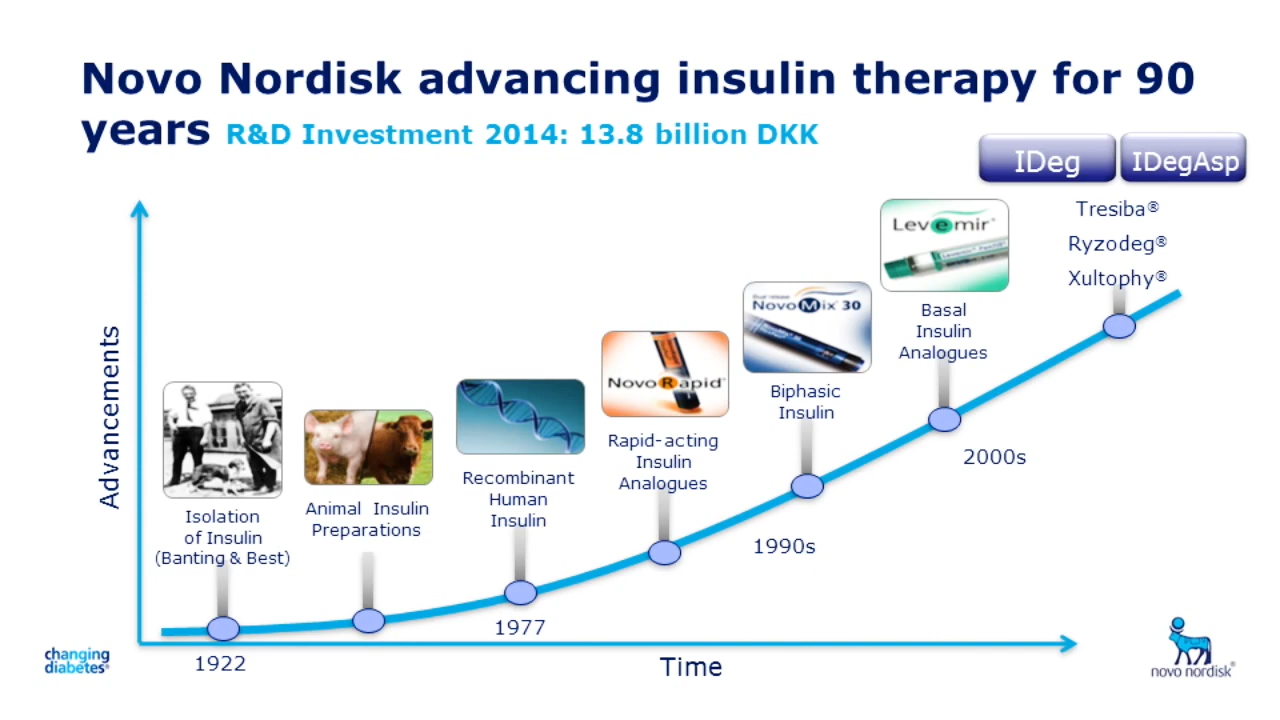 Novo Nordisk advancing insulin therapy for 90
years R&D Investment 2014: 13.8 billion DKK
IDeg
IDegAsp
Tresiba®
Ryzodeg®
Xultophy®
Levemir®
Basal
Insulin
Analogues
Dual release
NovoMix® 30
Biphasic
Insulin
NovoRapid®
Rapid-acting
Insulin
Analogues
Recombinant
Human
Insulin
Animal Insulin
Preparations
Isolation
of Insulin
(Banting & Best)
Advancements
2000s
1990s
1977
1922
Time
changing
diabetes®
novo nordisk®